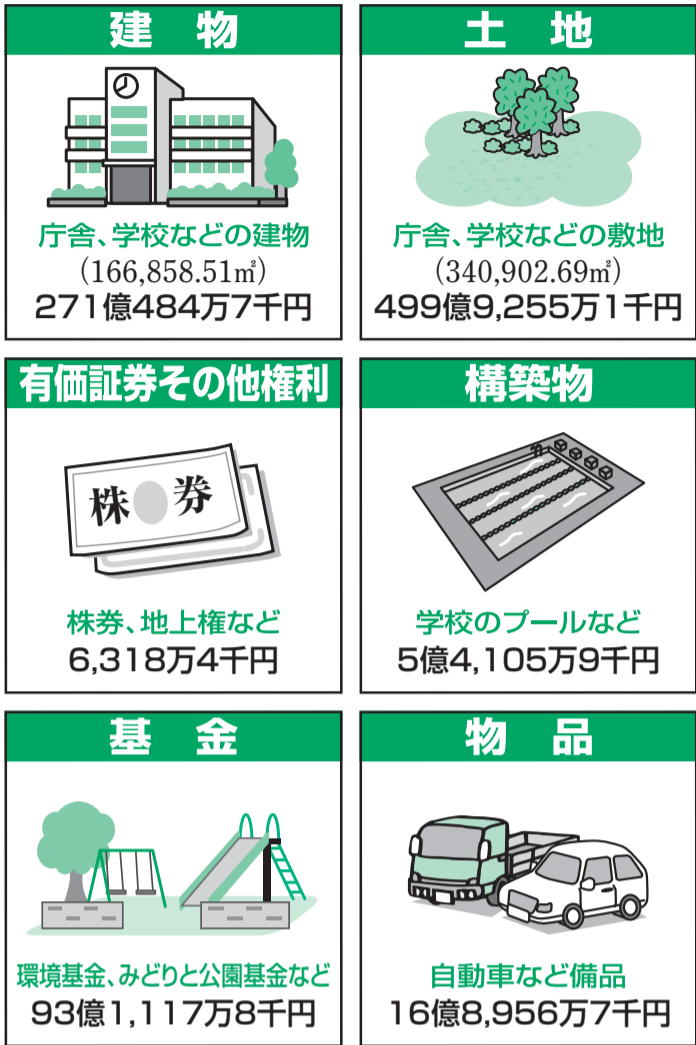 建物
庁舎、学校などの建物
（166,858.51㎡）
271億484万7千円
土地
庁舎、学校などの敷地
（340,902.69㎡）
499億9,255万1千円
有価証券その他権利
株券
株券、地上権など
6,318万4千円
構築物
学校のプールなど
5億4,105万9千円
基金
環境基金、みどりと公園基金など
93億1,117万8千円
物品
自動車など備品
16億8,956万7千円